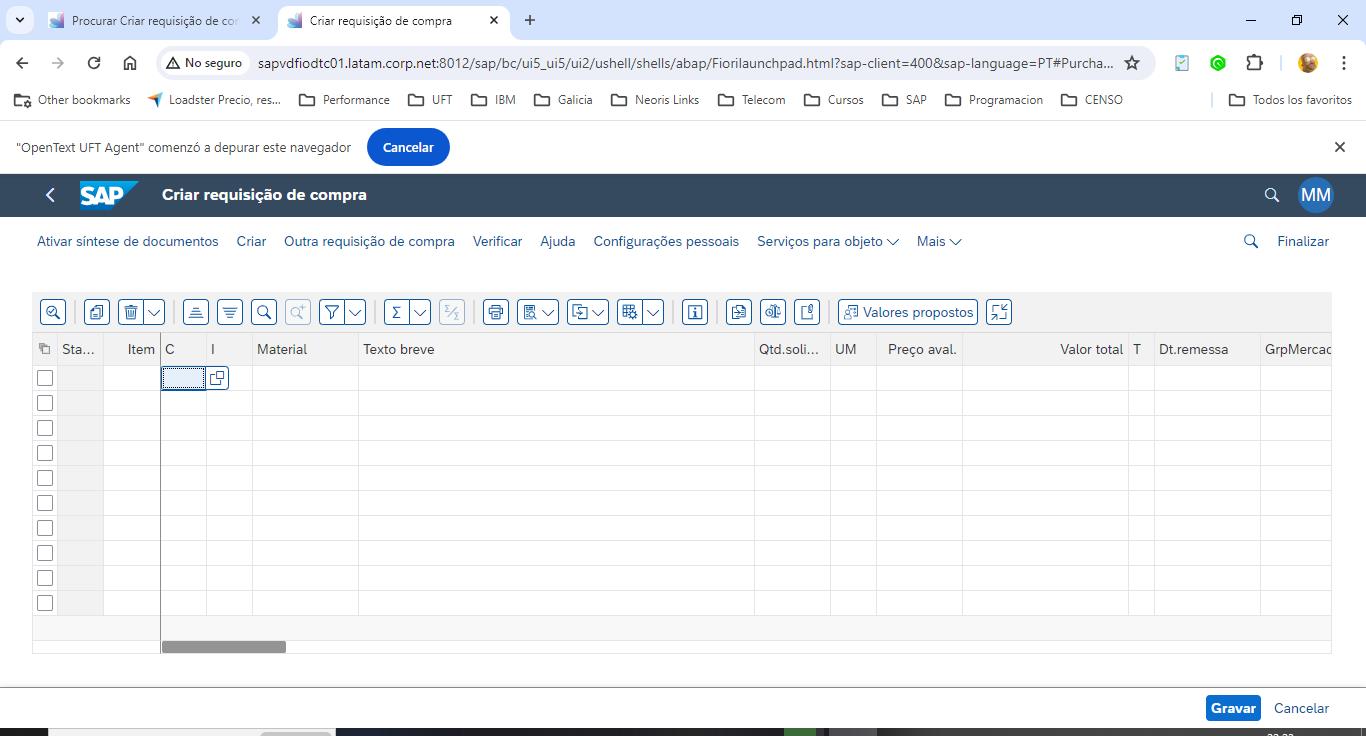 Procurar Criar requisição de cor
Criar requisição de compra
No seguro
sapvdfiodtc01.latam.corp.net:8012/sap/bc/ui5_ui5/ui2/ushell/shells/abap/Fiorilaunchpad.html?sap-client=400&sap-language=PT#Purcha...
Other bookmarks
Loadster Precio, res...
Performance
UFT
IBM
Galicia
Neoris Links
Telecom
Cursos
SAP
Programacion
CENSO
Todos los favoritos
"OpenText UFT Agent" comenzó a depurar este navegador
Cancelar
SAP
Criar requisição de compra
MM
Ativar síntese de documentos
Criar
Outra requisição de compra
Verificar
Ajuda
Configurações pessoais
Serviços para objeto
Mais
Finalizar
Valores propostos
Sta...
Item
C
I
Material
Texto breve
Qtd.soli...
UM
Preço aval.
Valor total
T
Dt.remessa
GrpMercad
Gravar
Cancelar